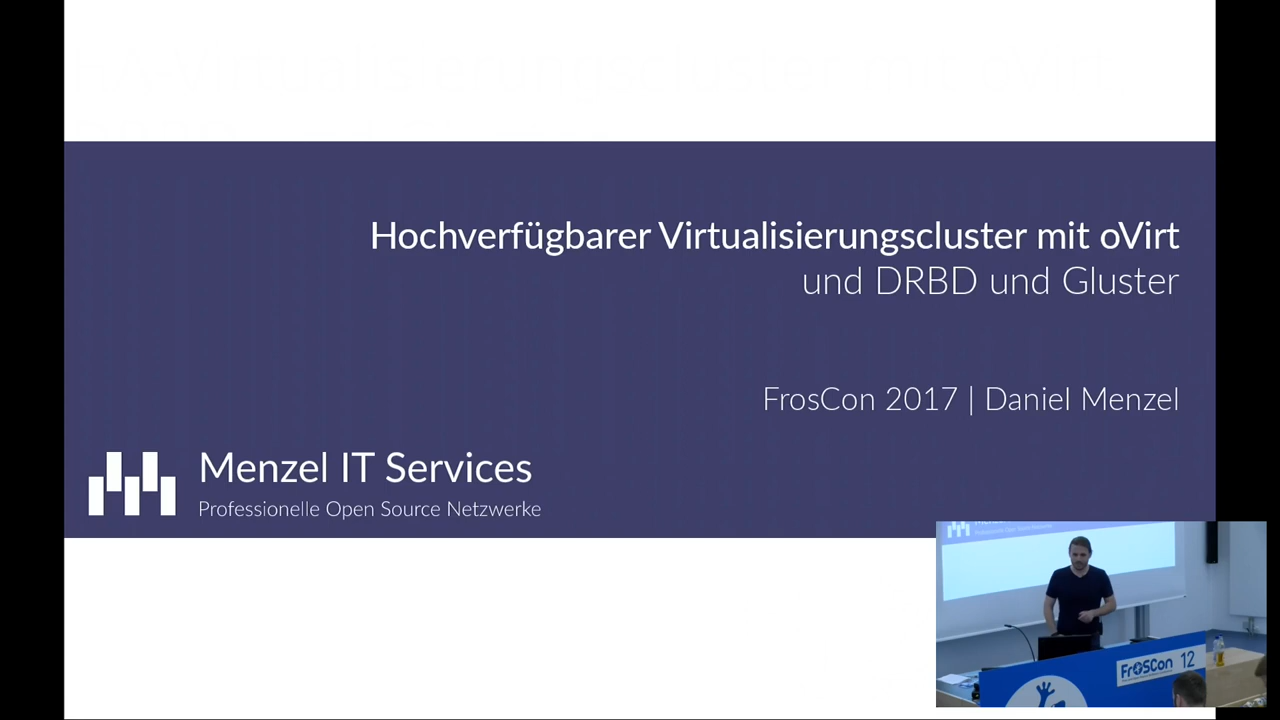 Hochverfügbarer Virtualisierungscluster mit oVirt
und DRBD und Gluster
FrosCon 2017 | Daniel Menzel
Menzel IT Services
Professionelle Open Source Netzwerke
FrOSCon 12